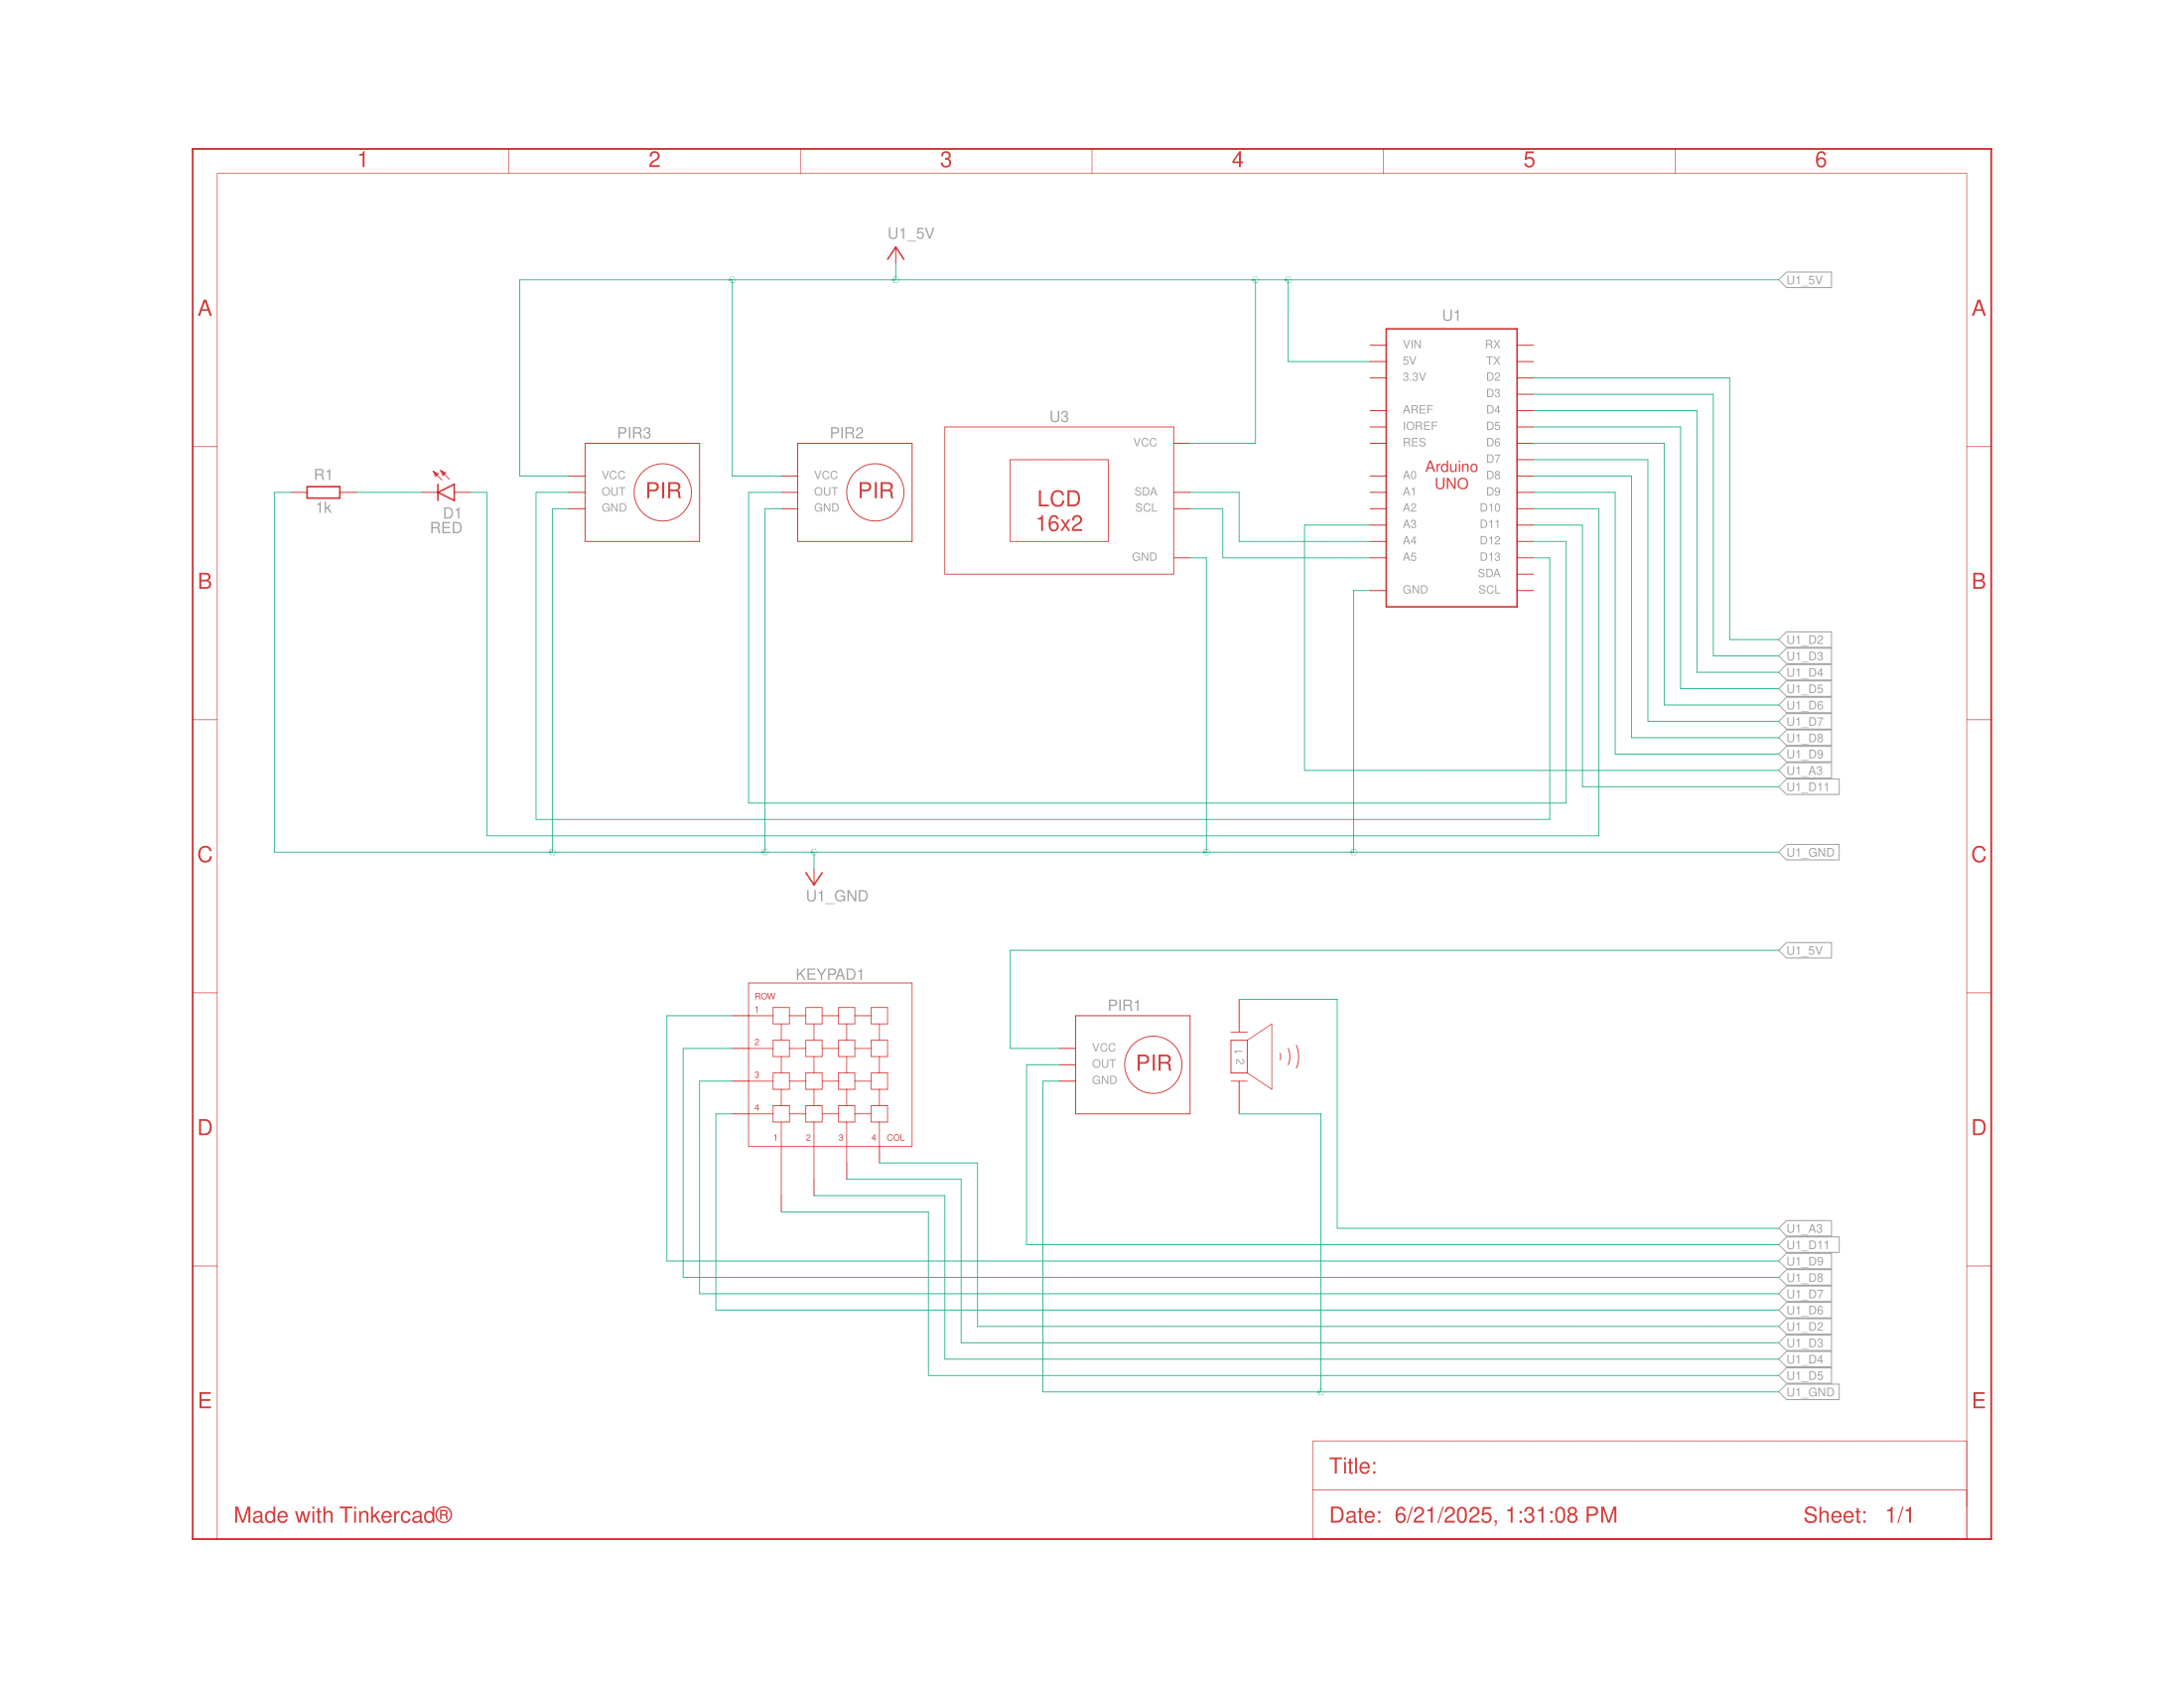 1 2 3 4 5 6
A A
B B
C C
D D
E E
U1_5V
U1_5V
U1
VIN RX
5V TX
3.3V D2
D3
AREF D4
IOREF D5
RES D6
D7
Arduino
UNO
A0 D8
A1 D9
A2 D10
A3 D11
A4 D12
A5 D13
SDA
GND SCL
U3
VCC
SDA
SCL
GND
LCD
16x2
PIR3
VCC
OUT
GND
PIR
PIR2
VCC
OUT
GND
PIR
R1
1k
D1
RED
U1_D2
U1_D3
U1_D4
U1_D5
U1_D6
U1_D7
U1_D8
U1_D9
U1_A3
U1_D11
U1_GND
U1_GND
U1_5V
KEYPAD1
ROW
1
2
3
4
1 2 3 4 COL
PIR1
VCC
OUT
GND
PIR
1 2
U1_A3
U1_D11
U1_D9
U1_D8
U1_D7
U1_D6
U1_D2
U1_D3
U1_D4
U1_D5
U1_GND
Title:
Made with Tinkercad®
Date: 6/21/2025, 1:31:08 PM Sheet: 1/1